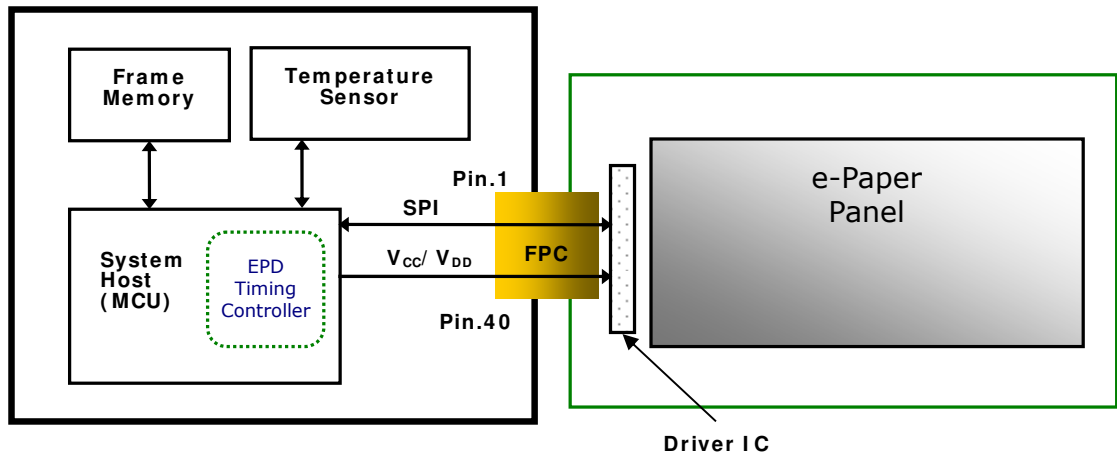 Frame
Memory
Temperature
Sensor
Pin.1
SPI
FPC
VCC/ VDD
Pin.40
System
Host
(MCU)
EPD
Timing
Controller
e-Paper
Panel
Driver IC